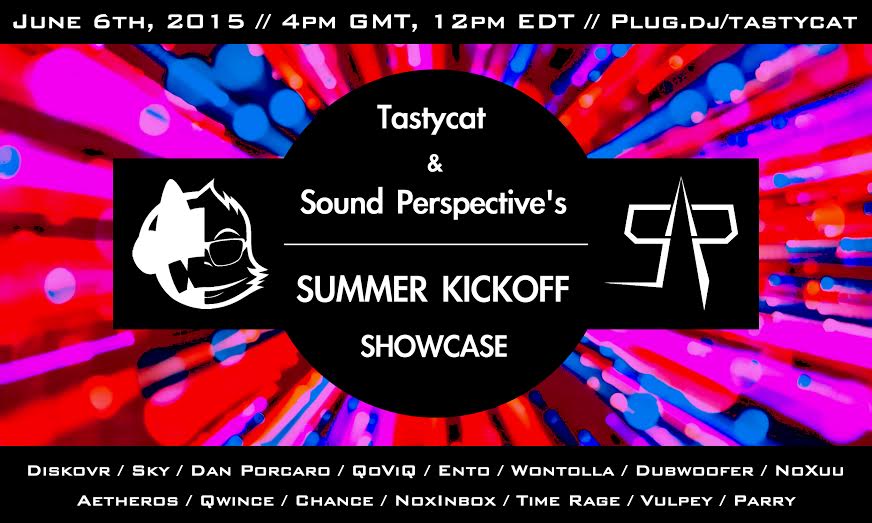 June 6th, 2015 // 4pm GMT, 12pm EDT // Plug.dj/tastycat
Tastycat
&
Sound Perspective's
SUMMER KICKOFF
SHOWCASE
Diskovr / Sky / Dan Porcaro / QoViQ / Ento / Wontolla / Dubwoofer / NoXuu
Aetheros / Qwince / Chance / NoxInbox / Time Rage / Vulpey / Parry